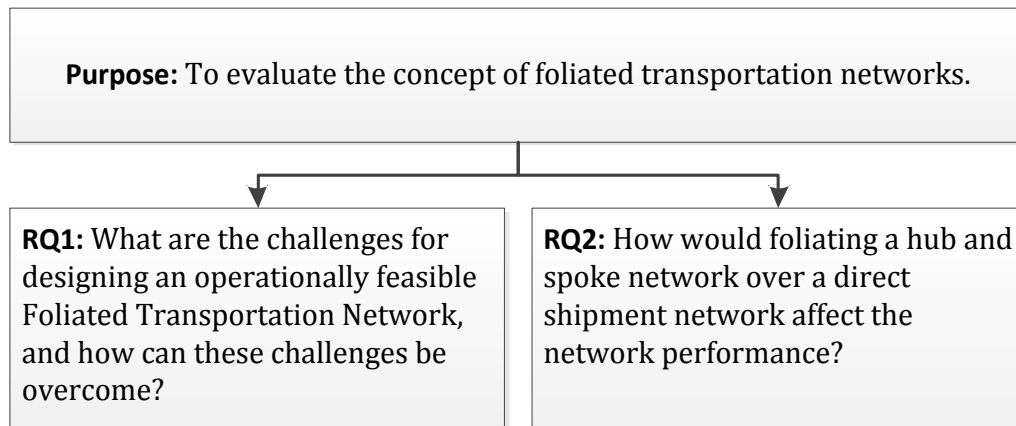 Purpose: To evaluate the concept of foliated transportation networks.
RQ1: What are the challenges for
designing an operationally feasible
Foliated Transportation Network,
and how can these challenges be
overcome?
RQ2: How would foliating a hub and
spoke network over a direct
shipment network affect the
network performance?